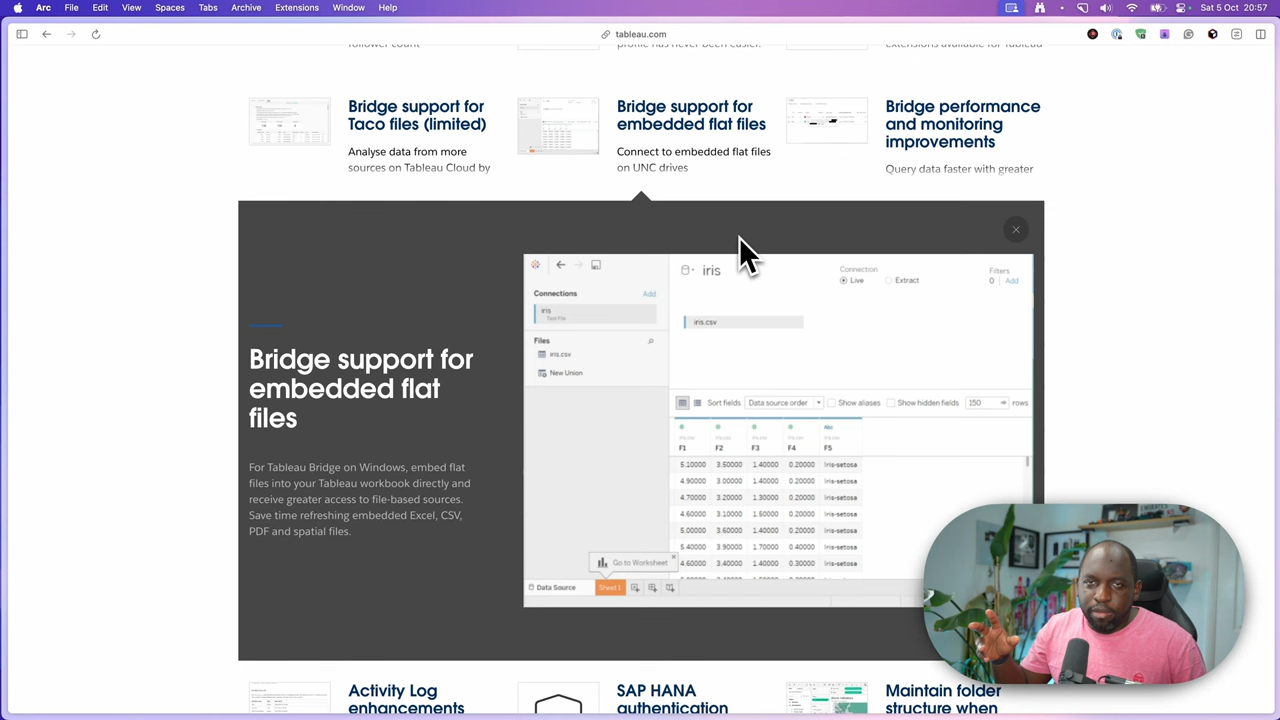 Arc File Edit View Spaces Tabs Archive Extensions Window Help Sat 5 Oct 20:57
tableau.com
follower count
profile has never been easier.
extensions available for Tableau
Bridge support for
Taco files (limited)
Analyse data from more
sources on Tableau Cloud by
Bridge support for
embedded flat files
Connect to embedded flat files
on UNC drives
Bridge performance
and monitoring
improvements
Query data faster with greater
Bridge support for
embedded flat
files
For Tableau Bridge on Windows, embed flat
files into your Tableau workbook directly and
receive greater access to file-based sources.
Save time refreshing embedded Excel, CSV,
PDF and spatial files.
Connections Add
iris
Text File
Files
iris.csv
New Union
iris
Connection
Live Extract
Filters
0 Add
iris.csv
Sort fields Data source order Show aliases Show hidden fields 150 rows
Abc
F1 F2 F3 F4 F5
5.10000 3.50000 1.40000 0.20000 Iris-setosa
4.90000 3.00000 1.40000 0.20000 Iris-setosa
4.70000 3.20000 1.30000 0.20000 Iris-setosa
4.60000 3.10000 1.50000 0.20000 Iris-setosa
5.00000 3.60000 1.40000 0.20000 Iris-setosa
5.40000 3.90000 1.70000 0.40000 Iris-setosa
4.60000 3.40000 1.40000 0.30000 Iris-setosa
Go to Worksheet
Data Source Sheet 1
Activity Log
enhancements
SAP HANA
authentication
Maintain folder
structure when